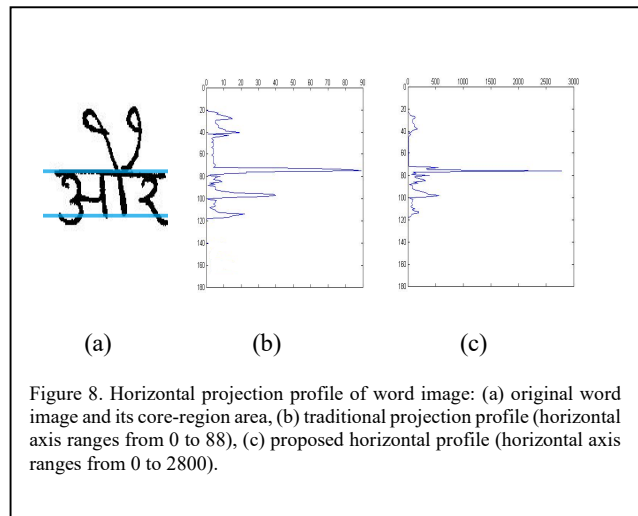 और
0 10 20 30 40 50 60 70 80 90
0
20
40
60
80
100
120
140
160
180
0 500 1000 1500 2000 2500 3000
0
20
40
60
80
100
120
140
160
180
(a) (b) (c)
Figure 8. Horizontal projection profile of word image: (a) original word
image and its core-region area, (b) traditional projection profile (horizontal
axis ranges from 0 to 88), (c) proposed horizontal profile (horizontal axis
ranges from 0 to 2800).